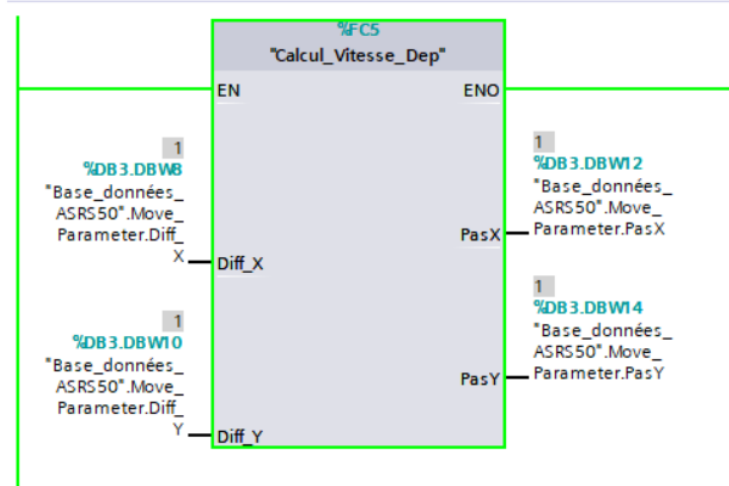 %FC5
"Calcul_Vitesse_Dep"
EN
ENO
1
%DB3.DBW8
"Base_données_
ASRS50".Move_
Parameter.Diff_
X
Diff_X
1
%DB3.DBW12
"Base_données_
ASRS50".Move_
Parameter.PasX
PasX
1
%DB3.DBW10
"Base_données_
ASRS50".Move_
Parameter.Diff_
Y
Diff_Y
1
%DB3.DBW14
"Base_données_
ASRS50".Move_
Parameter.PasY
PasY